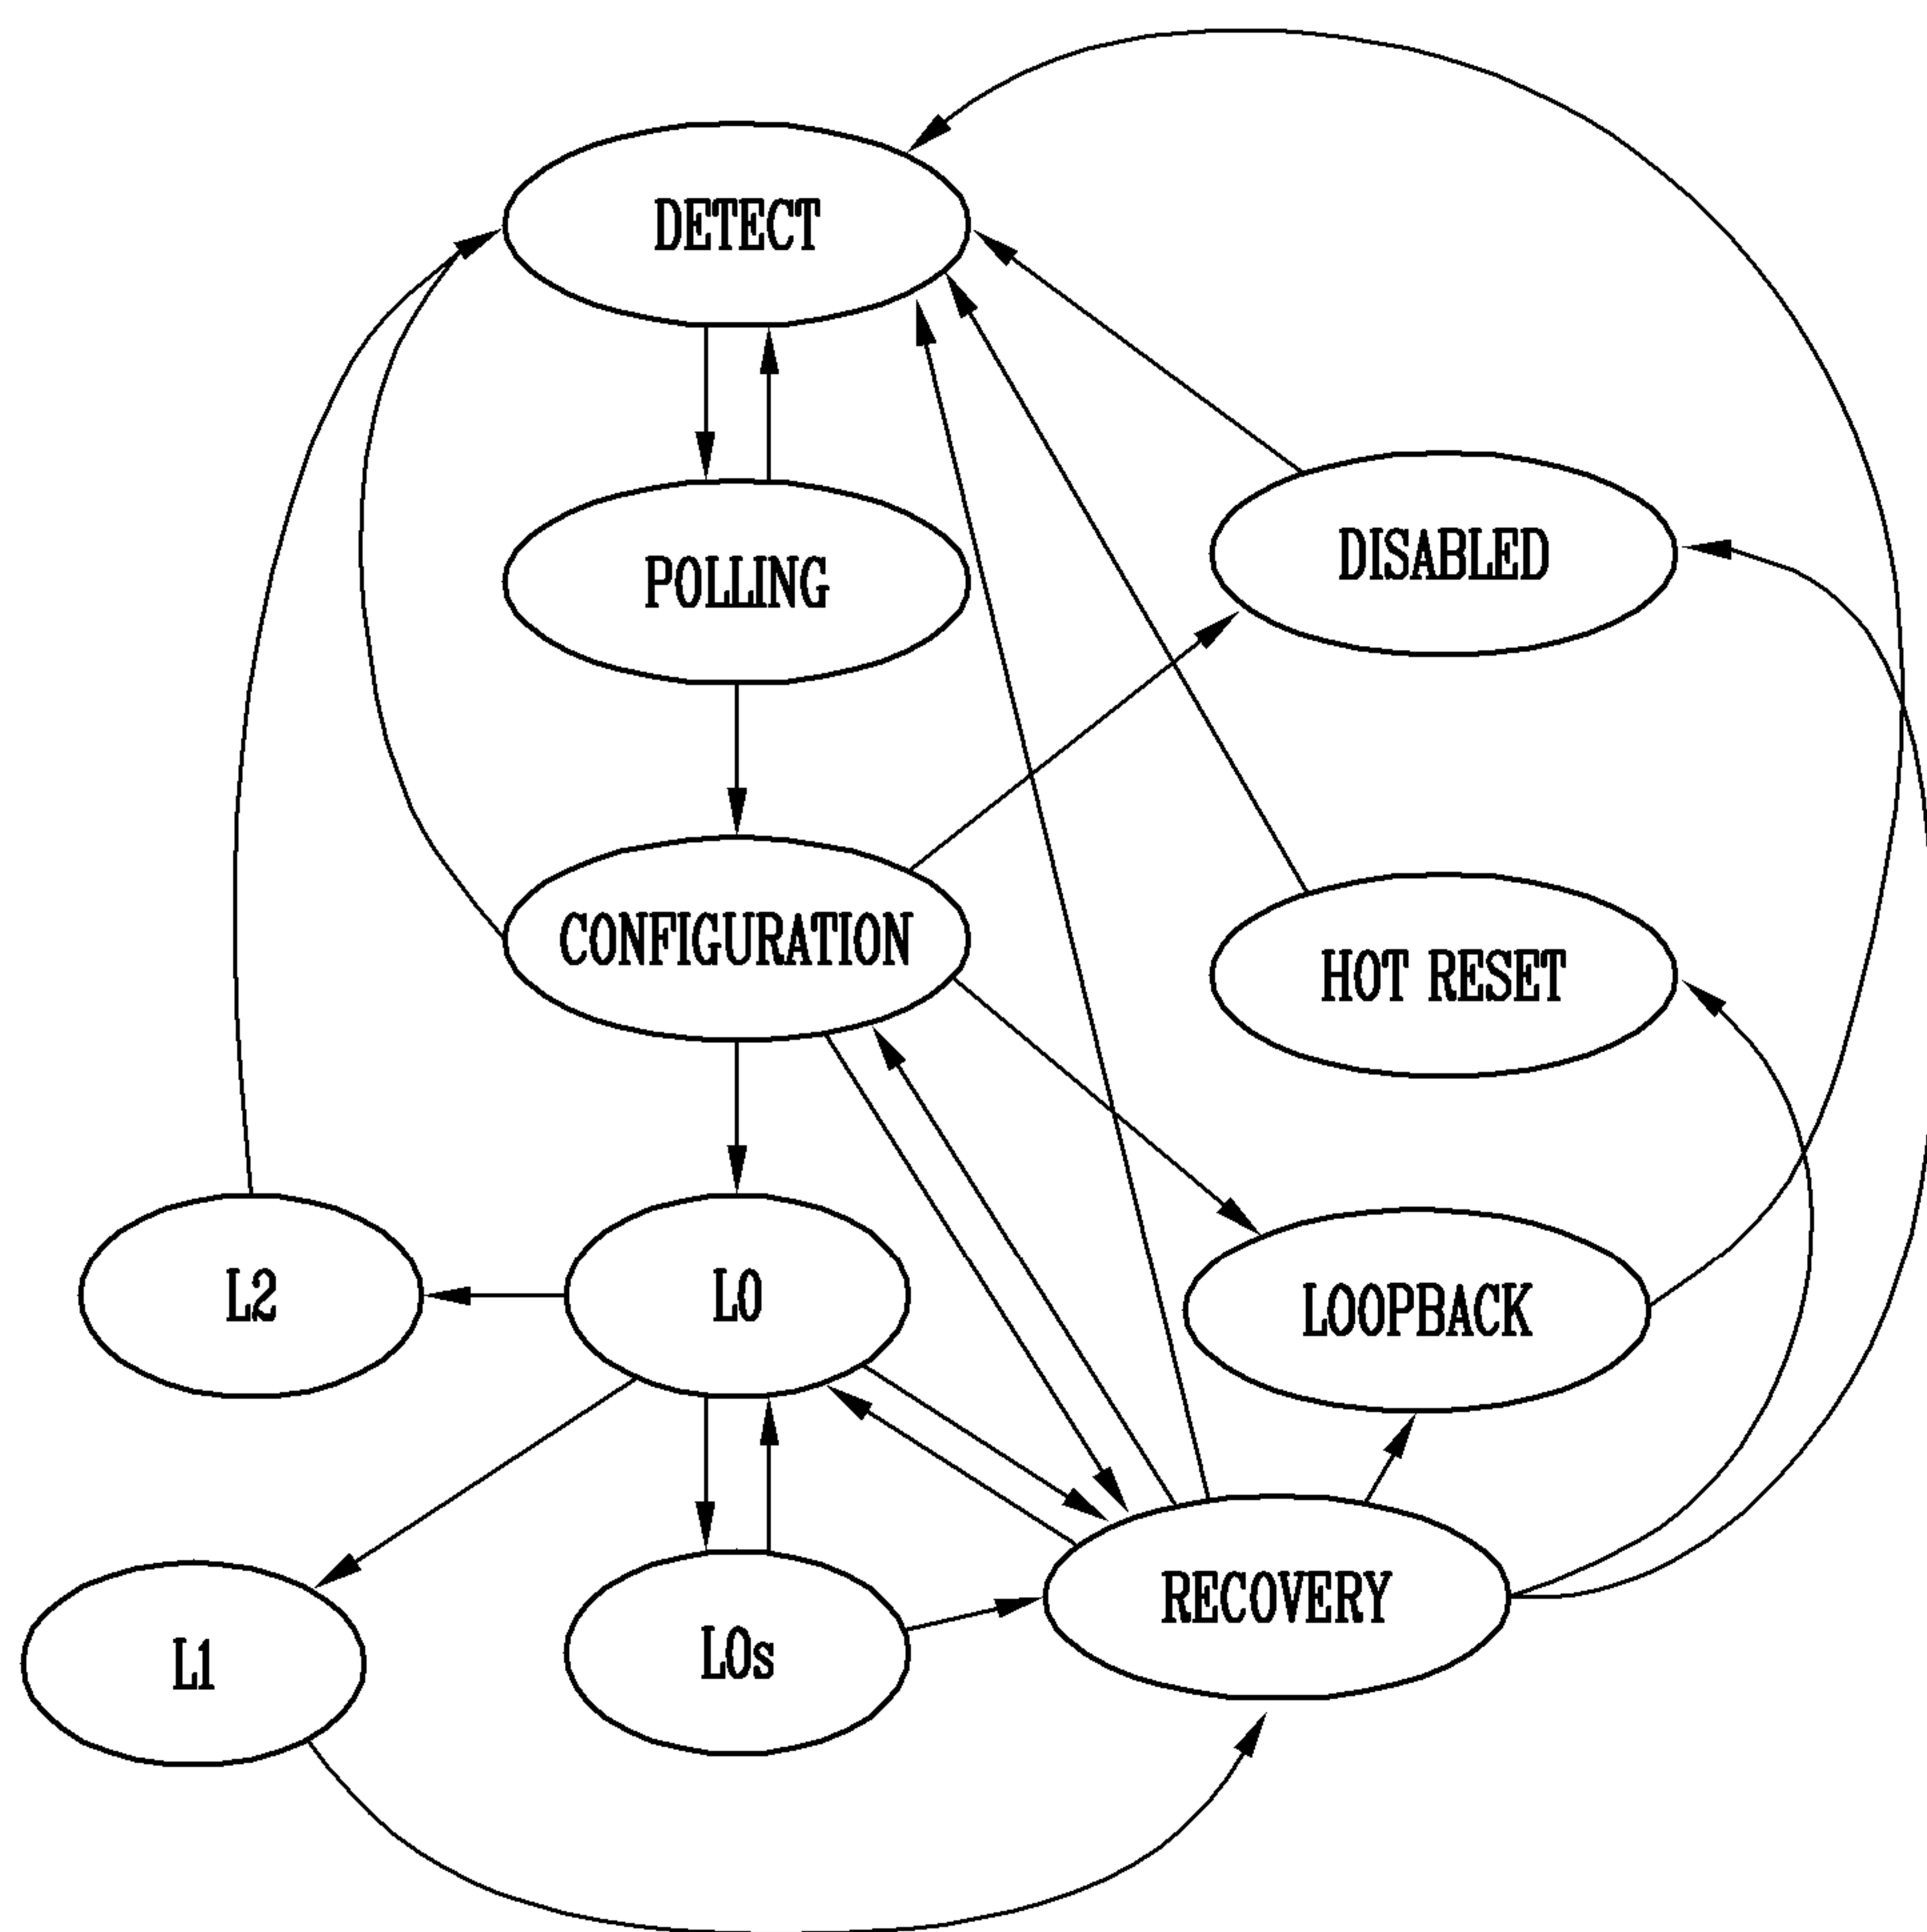 DETECT
POLLING
DISABLED
CONFIGURATION
HOT RESET
L2
L0
LOOPBACK
RECOVERY
L1
L0s